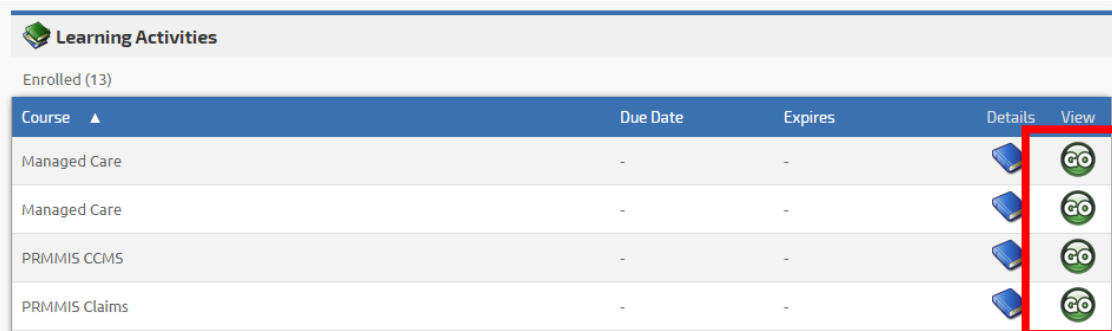 Learning Activities
Enrolled (13)
Course ▲ Due Date Expires Details View
Managed Care - - GO
Managed Care - - GO
PRMMIS CCMS - - GO
PRMMIS Claims - - GO